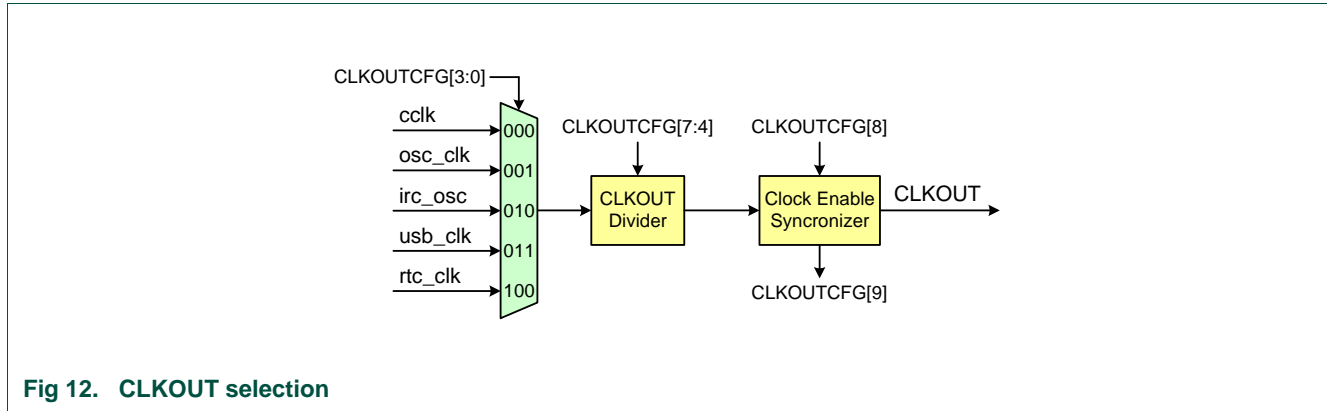 CLKOUTCFG[3:0]
cclk
000
CLKOUTCFG[7:4]
CLKOUTCFG[8]
osc_clk
001
irc_osc
010
CLKOUT
Divider
Clock Enable
Syncronizer
CLKOUT
usb_clk
011
rtc_clk
100
CLKOUTCFG[9]
Fig 12. CLKOUT selection